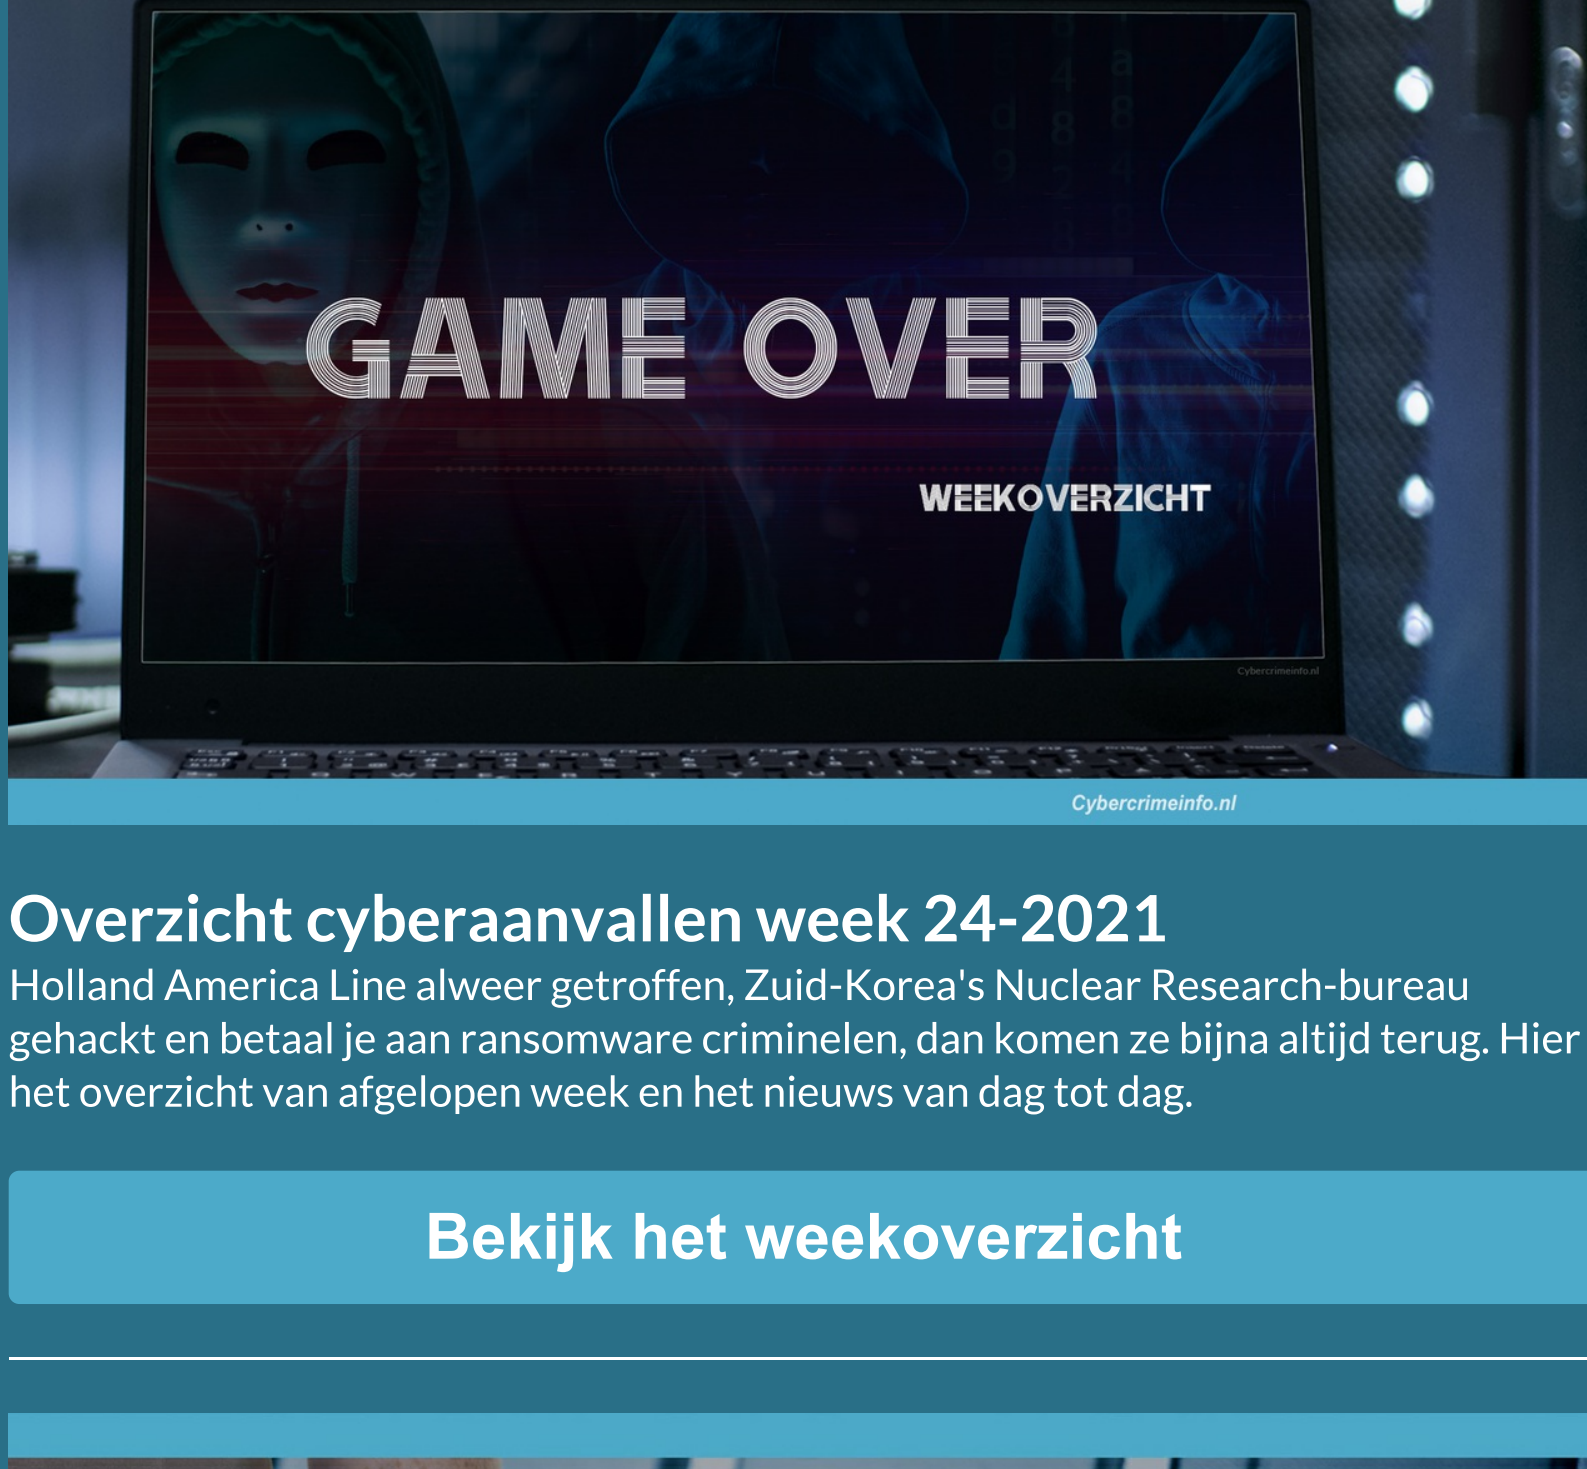 GAME OVER
WEEKOVERZICHT
Cybercrimeinfo.nl
Cybercrimeinfo.nl
Overzicht cyberaanvallen week 24-2021
Holland America Line alweer getroffen, Zuid-Korea's Nuclear Research-bureau
gehackt en betaal je aan ransomware criminelen, dan komen ze bijna altijd terug. Hier
het overzicht van afgelopen week en het nieuws van dag tot dag.
Bekijk het weekoverzicht